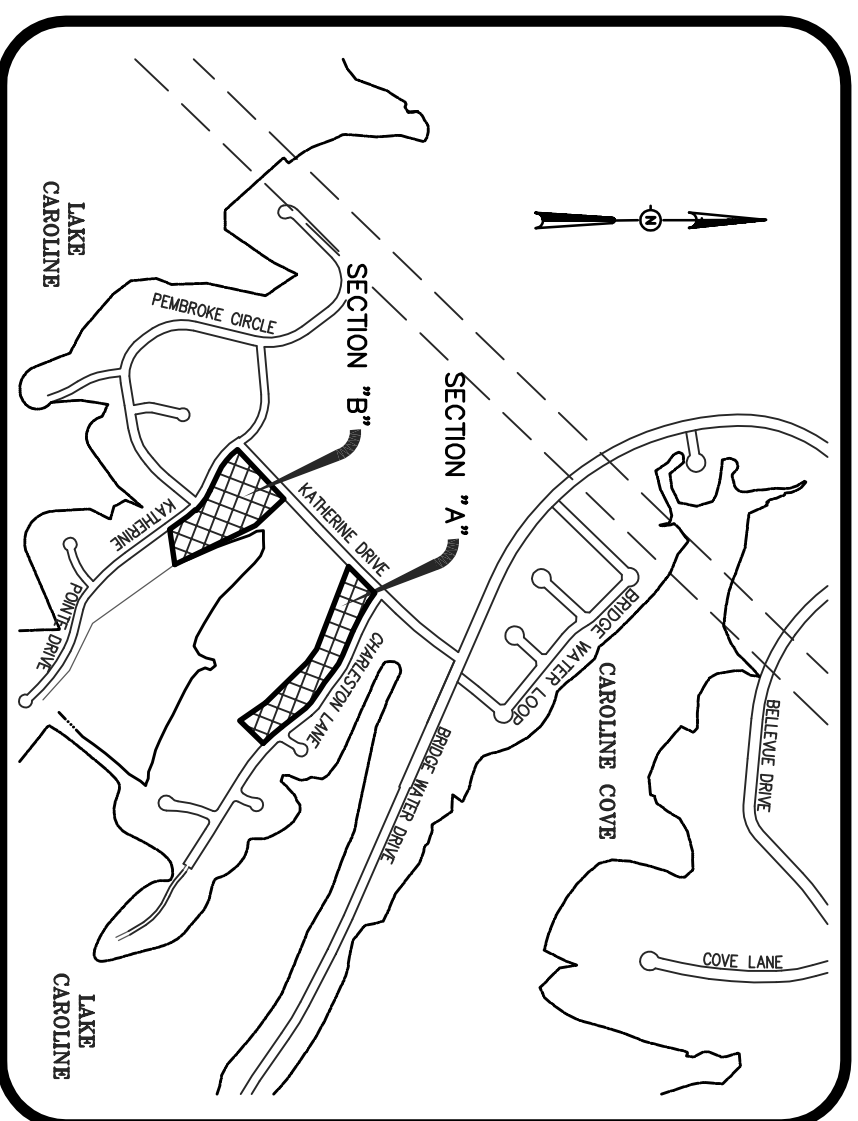 LAKE
CAROLINE
N
PEMBROKE CIRCLE
SECTION "B"
SECTION "A"
KATHERINE DRIVE
KATHERINE
POINTE DRIVE
CHARLESTON LANE
BRIDGE WATER LOOP
BRIDGE WATER DRIVE
CAROLINE COVE
BELLEVUE DRIVE
COVE LANE
LAKE
CAROLINE